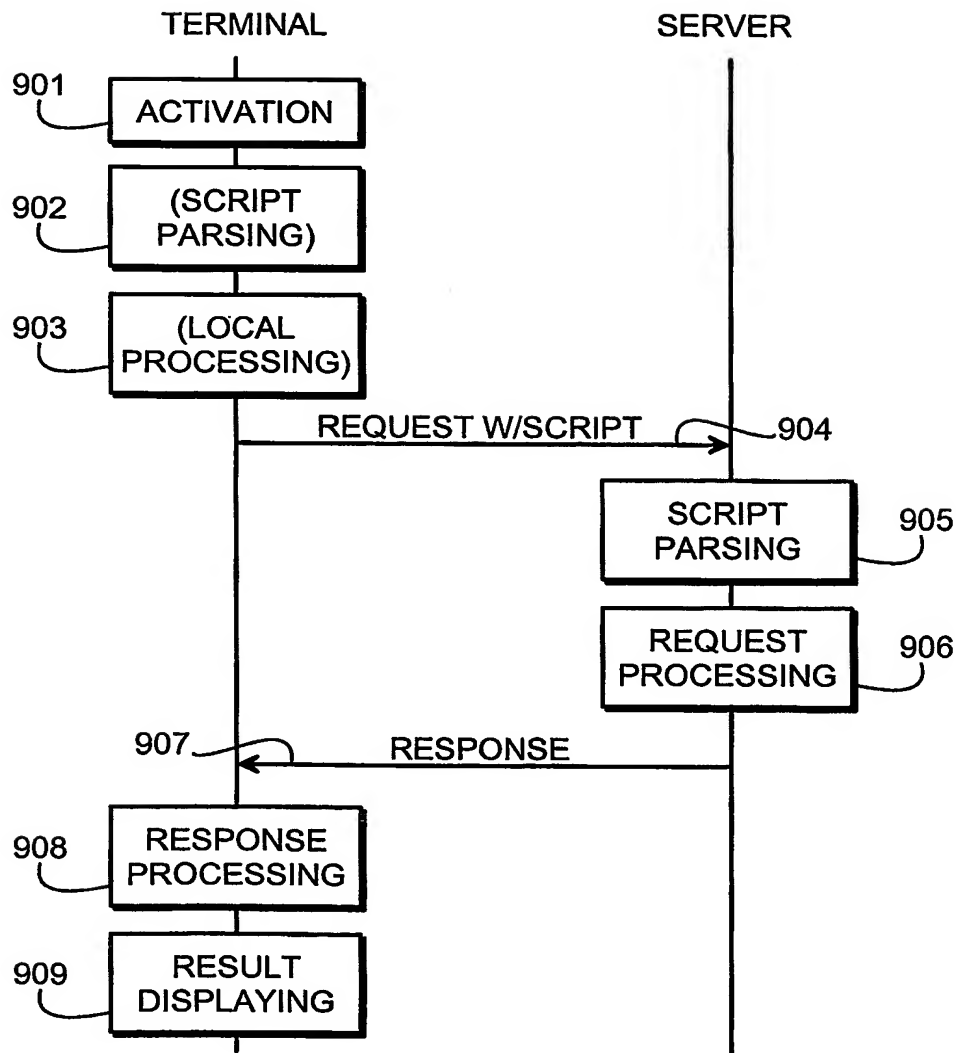 TERMINAL
SERVER
901
ACTIVATION
902
(SCRIPT
PARSING)
903
(LOCAL
PROCESSING)
REQUEST W/SCRIPT
904
SCRIPT
PARSING
905
REQUEST
PROCESSING
906
907
RESPONSE
908
RESPONSE
PROCESSING
909
RESULT
DISPLAYING